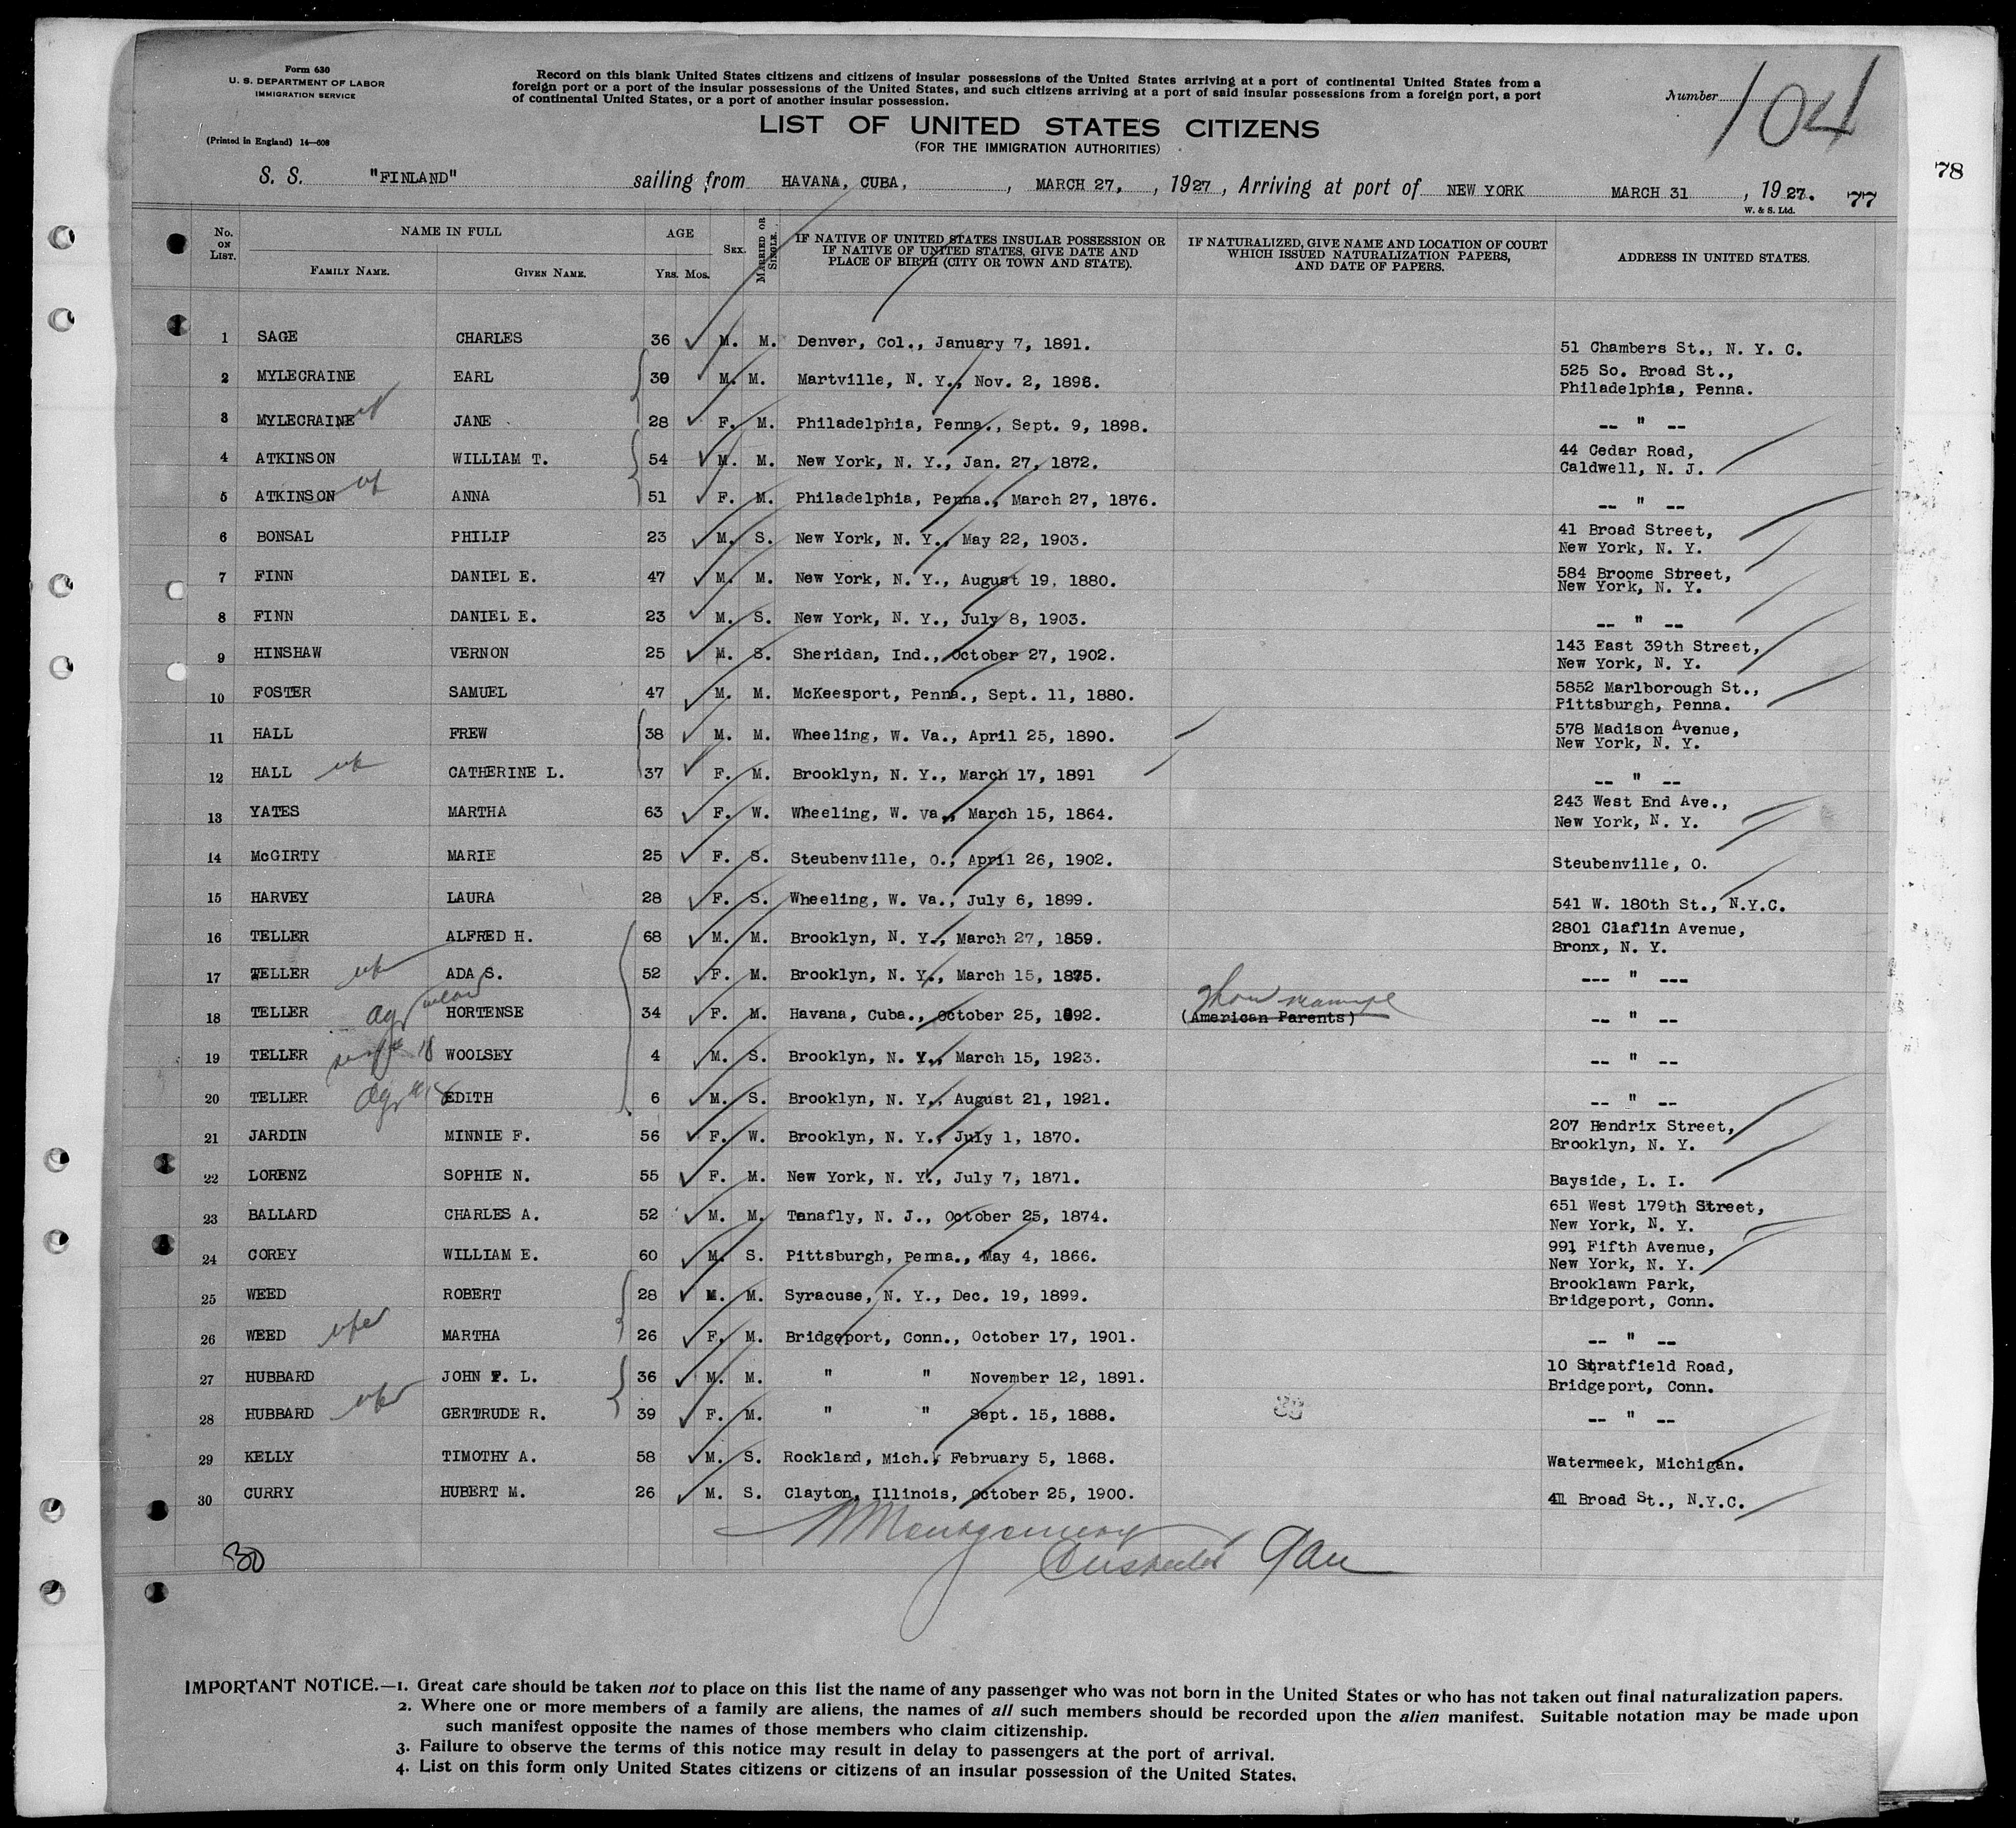 Form 630
U. S. DEPARTMENT OF LABOR
IMMIGRATION SERVICE
(Printed in England) 14—608
Record on this blank United States citizens and citizens of insular possessions of the United States arriving at a port of continental United States from a
foreign port or a port of the insular possessions of the United States, and such citizens arriving at a port of said insular possessions from a foreign port, a port
of continental United States, or a port of another insular possession.
Number 104
LIST OF UNITED STATES CITIZENS
(FOR THE IMMIGRATION AUTHORITIES)
78
S. S. "FINLAND" sailing from HAVANA, CUBA, , MARCH 27, , 1927, Arriving at port of NEW YORK MARCH 31 , 1927. 77
W. & S. Ltd.
No. ON LIST. NAME IN FULL AGE SEX. MARRIED OR SINGLE. IF NATIVE OF UNITED STATES INSULAR POSSESSION OR IF NATIVE OF UNITED STATES, GIVE DATE AND PLACE OF BIRTH (CITY OR TOWN AND STATE). IF NATURALIZED, GIVE NAME AND LOCATION OF COURT WHICH ISSUED NATURALIZATION PAPERS, AND DATE OF PAPERS. ADDRESS IN UNITED STATES.
FAMILY NAME. GIVEN NAME. YRS. MOS.
1 SAGE CHARLES 36 M. M. Denver, Col., January 7, 1891. 51 Chambers St., N. Y. C.
2 MYLECRAINE EARL 30 M. M. Martville, N. Y., Nov. 2, 1896. 525 So. Broad St.,
Philadelphia, Penna.
3 MYLECRAINE JANE 28 F. M. Philadelphia, Penna., Sept. 9, 1898. -- " --
4 ATKINSON WILLIAM T. 54 M. M. New York, N. Y., Jan. 27, 1872. 44 Cedar Road,
Caldwell, N. J.
5 ATKINSON ANNA 51 F. M. Philadelphia, Penna., March 27, 1876. -- " --
6 BONSAL PHILIP 23 M. S. New York, N. Y., May 22, 1903. 41 Broad Street,
New York, N. Y.
7 FINN DANIEL E. 47 M. M. New York, N. Y., August 19, 1880. 584 Broome Street,
New York, N. Y.
8 FINN DANIEL E. 23 M. S. New York, N. Y., July 8, 1903. -- " --
9 HINSHAW VERNON 25 M. S. Sheridan, Ind., October 27, 1902. 143 East 39th Street,
New York, N. Y.
10 FOSTER SAMUEL 47 M. M. McKeesport, Penna., Sept. 11, 1880. 5852 Marlborough St.,
Pittsburgh, Penna.
11 HALL FREW 38 M. M. Wheeling, W. Va., April 25, 1890. 578 Madison Avenue,
New York, N. Y.
12 HALL CATHERINE L. 37 F. M. Brooklyn, N. Y., March 17, 1891 -- " --
13 YATES MARTHA 63 F. W. Wheeling, W. Va., March 15, 1864. 243 West End Ave.,
New York, N. Y.
14 McGIRTY MARIE 25 F. S. Steubenville, O., April 26, 1902. Steubenville, O.
15 HARVEY LAURA 28 F. S. Wheeling, W. Va., July 6, 1899. 541 W. 180th St., N.Y.C.
16 TELLER ALFRED H. 68 M. M. Brooklyn, N. Y., March 27, 1859. 2801 Claflin Avenue,
Bronx, N. Y.
17 TELLER ADA S. 52 F. M. Brooklyn, N. Y., March 15, 1875. --- " ---
18 TELLER HORTENSE 34 F. M. Havana, Cuba., October 25, 1892. (American Parents) -- " --
19 TELLER WOOLSEY 4 M. S. Brooklyn, N. Y., March 15, 1923. -- " --
20 TELLER EDITH 6 M. S. Brooklyn, N. Y., August 21, 1921. -- " --
21 JARDIN MINNIE F. 56 F. W. Brooklyn, N. Y., July 1, 1870. 207 Hendrix Street,
Brooklyn, N. Y.
22 LORENZ SOPHIE N. 55 F. M. New York, N. Y., July 7, 1871. Bayside, L. I.
23 BALLARD CHARLES A. 52 M. M. Tanafly, N. J., October 25, 1874. 651 West 179th Street,
New York, N. Y.
24 COREY WILLIAM E. 60 M. S. Pittsburgh, Penna., May 4, 1866. 991 Fifth Avenue,
New York, N. Y.
25 WEED ROBERT 28 M. M. Syracuse, N. Y., Dec. 19, 1899. Brooklawn Park,
Bridgeport, Conn.
26 WEED MARTHA 26 F. M. Bridgeport, Conn., October 17, 1901. -- " --
27 HUBBARD JOHN F. L. 36 M. M. " " November 12, 1891. 10 Stratfield Road,
Bridgeport, Conn.
28 HUBBARD GERTRUDE R. 39 F. M. " " Sept. 15, 1888. -- " --
29 KELLY TIMOTHY A. 58 M. S. Rockland, Mich., February 5, 1868. Watermeek, Michigan.
30 CURRY HUBERT M. 26 M. S. Clayton, Illinois, October 25, 1900. 41 Broad St., N.Y.C.
Montgomery
30
IMPORTANT NOTICE.—1. Great care should be taken not to place on this list the name of any passenger who was not born in the United States or who has not taken out final naturalization papers.
2. Where one or more members of a family are aliens, the names of all such members should be recorded upon the alien manifest. Suitable notation may be made upon
such manifest opposite the names of those members who claim citizenship.
3. Failure to observe the terms of this notice may result in delay to passengers at the port of arrival.
4. List on this form only United States citizens or citizens of an insular possession of the United States.